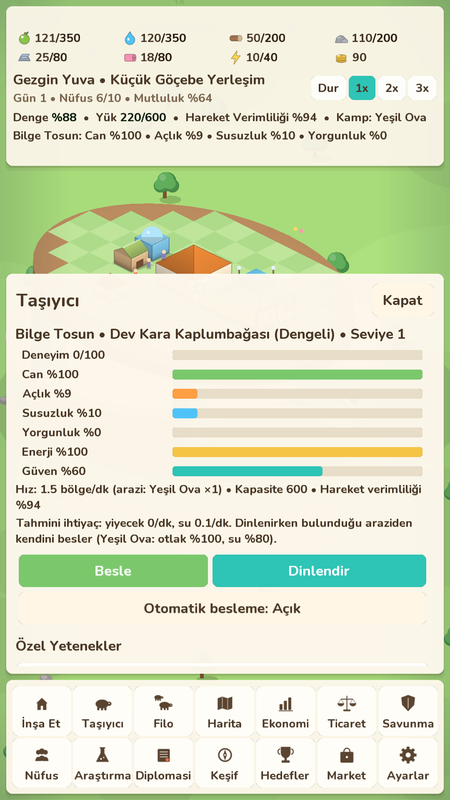 121/350 120/350 50/200 110/200
25/80 18/80 10/40 90
Gezgin Yuva • Küçük Göçebe Yerleşim
Gün 1 • Nüfus 6/10 • Mutluluk %64
Dur 1x 2x 3x
Denge %88 • Yük 220/600 • Hareket Verimliliği %94 • Kamp: Yeşil Ova
Bilge Tosun: Can %100 • Açlık %9 • Susuzluk %10 • Yorgunluk %0
Taşıyıcı
Kapat
Bilge Tosun • Dev Kara Kaplumbağası (Dengeli) • Seviye 1
Deneyim 0/100
Can %100
Açlık %9
Susuzluk %10
Yorgunluk %0
Enerji %100
Güven %60
Hız: 1.5 bölge/dk (arazi: Yeşil Ova ×1) • Kapasite 600 • Hareket verimliliği
%94
Tahmini ihtiyaç: yiyecek 0/dk, su 0.1/dk. Dinlenirken bulunduğu araziden
kendini besler (Yeşil Ova: otlak %100, su %80).
Besle Dinlendir
Otomatik besleme: Açık
Özel Yetenekler
İnşa Et Taşıyıcı Filo Harita Ekonomi Ticaret Savunma
Nüfus Araştırma Diplomasi Keşif Hedefler Market Ayarlar